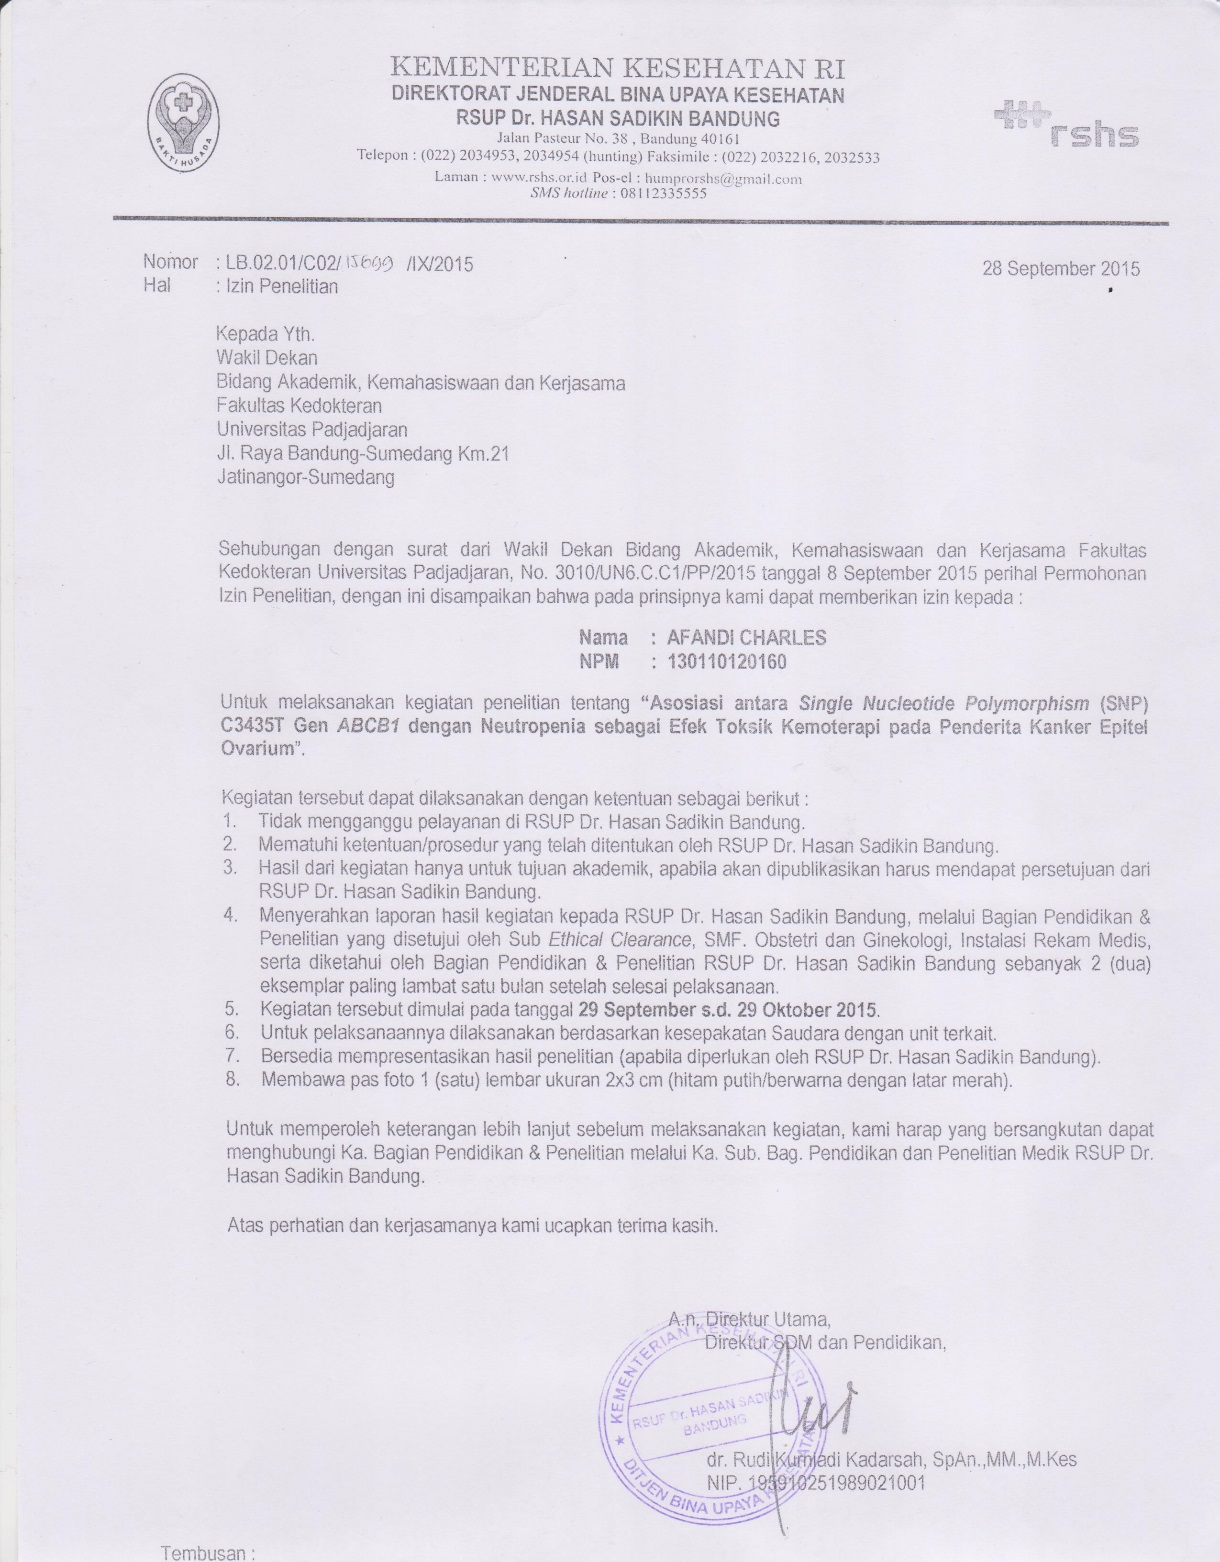 KEMENTERIAN KESEHATAN RI
DIREKTORAT JENDERAL BINA UPAYA KESEHATAN
RSUP Dr. HASAN SADIKIN BANDUNG
Jalan Pasteur No. 38 , Bandung 40161
Telepon : (022) 2034953, 2034954 (hunting) Faksimile : (022) 2032216, 2032533
Laman : www.rshs.or.id Pos-el : humprorshs@gmail.com
SMS hotline : 08112335555
BAKTI HUSADA
rshs
Nomor : LB.02.01/C02/ /IX/2015
28 September 2015
Hal : Izin Penelitian
Kepada Yth.
Wakil Dekan
Bidang Akademik, Kemahasiswaan dan Kerjasama
Fakultas Kedokteran
Universitas Padjadjaran
Jl. Raya Bandung-Sumedang Km.21
Jatinangor-Sumedang
Sehubungan dengan surat dari Wakil Dekan Bidang Akademik, Kemahasiswaan dan Kerjasama Fakultas
Kedokteran Universitas Padjadjaran, No. 3010/UN6.C.C1/PP/2015 tanggal 8 September 2015 perihal Permohonan
Izin Penelitian, dengan ini disampaikan bahwa pada prinsipnya kami dapat memberikan izin kepada :
Nama : AFANDI CHARLES
NPM : 130110120160
Untuk melaksanakan kegiatan penelitian tentang “Asosiasi antara Single Nucleotide Polymorphism (SNP)
C3435T Gen ABCB1 dengan Neutropenia sebagai Efek Toksik Kemoterapi pada Penderita Kanker Epitel
Ovarium”.
Kegiatan tersebut dapat dilaksanakan dengan ketentuan sebagai berikut :
1. Tidak mengganggu pelayanan di RSUP Dr. Hasan Sadikin Bandung.
2. Mematuhi ketentuan/prosedur yang telah ditentukan oleh RSUP Dr. Hasan Sadikin Bandung.
3. Hasil dari kegiatan hanya untuk tujuan akademik, apabila akan dipublikasikan harus mendapat persetujuan dari
RSUP Dr. Hasan Sadikin Bandung.
4. Menyerahkan laporan hasil kegiatan kepada RSUP Dr. Hasan Sadikin Bandung, melalui Bagian Pendidikan &
Penelitian yang disetujui oleh Sub Ethical Clearance, SMF. Obstetri dan Ginekologi, Instalasi Rekam Medis,
serta diketahui oleh Bagian Pendidikan & Penelitian RSUP Dr. Hasan Sadikin Bandung sebanyak 2 (dua)
eksemplar paling lambat satu bulan setelah selesai pelaksanaan.
5. Kegiatan tersebut dimulai pada tanggal 29 September s.d. 29 Oktober 2015.
6. Untuk pelaksanaannya dilaksanakan berdasarkan kesepakatan Saudara dengan unit terkait.
7. Bersedia mempresentasikan hasil penelitian (apabila diperlukan oleh RSUP Dr. Hasan Sadikin Bandung).
8. Membawa pas foto 1 (satu) lembar ukuran 2x3 cm (hitam putih/berwarna dengan latar merah).
Untuk memperoleh keterangan lebih lanjut sebelum melaksanakan kegiatan, kami harap yang bersangkutan dapat
menghubungi Ka. Bagian Pendidikan & Penelitian melalui Ka. Sub. Bag. Pendidikan dan Penelitian Medik RSUP Dr.
Hasan Sadikin Bandung.
Atas perhatian dan kerjasamanya kami ucapkan terima kasih.
A.n. Direktur Utama,
Direktur SDM dan Pendidikan,
KEMENTERIAN KESEHATAN RI
RSUP Dr. HASAN SADIKIN
BANDUNG
DITJEN BINA UPAYA KESEHATAN
dr. Rudi Kurniadi Kadarsah, SpAn.,MM.,M.Kes
NIP. 195910251989021001
Tembusan :